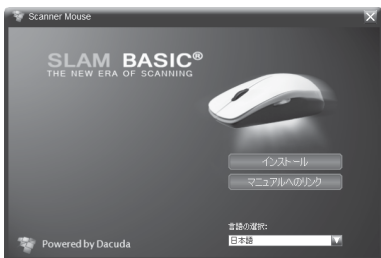 Scanner Mouse
SLAM BASIC®
THE NEW ERA OF SCANNING
インストール
マニュアルへのリンク
言語の選択:
日本語
Powered by Dacuda